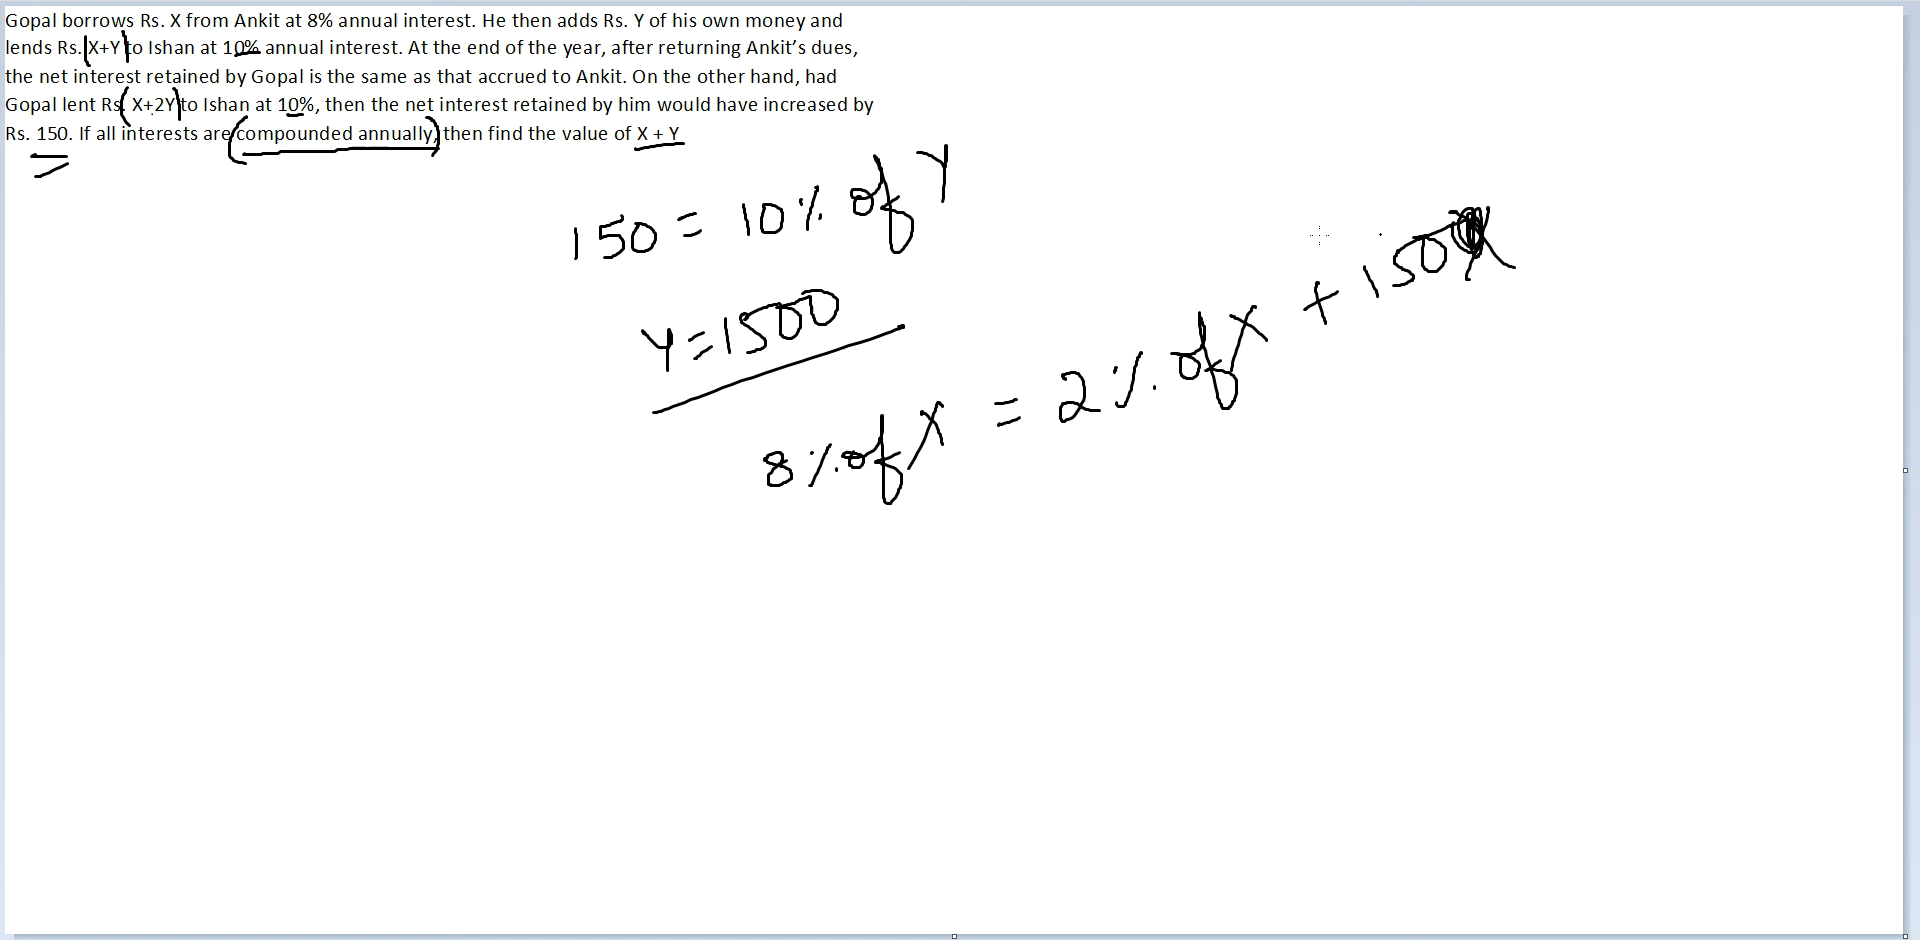 Gopal borrows Rs. X from Ankit at 8% annual interest. He then adds Rs. Y of his own money and
lends Rs. X+Y to Ishan at 10% annual interest. At the end of the year, after returning Ankit’s dues,
the net interest retained by Gopal is the same as that accrued to Ankit. On the other hand, had
Gopal lent Rs. X+2Y to Ishan at 10%, then the net interest retained by him would have increased by
Rs. 150. If all interests are compounded annually, then find the value of X + Y
150 = 10% of Y
Y = 1500
8% of X = 2% of X + 150